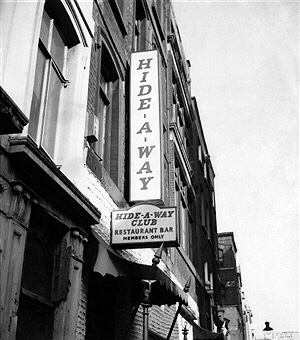 HIDE-A-WAY
HIDE-A-WAY
CLUB
RESTAURANT BAR
MEMBERS ONLY